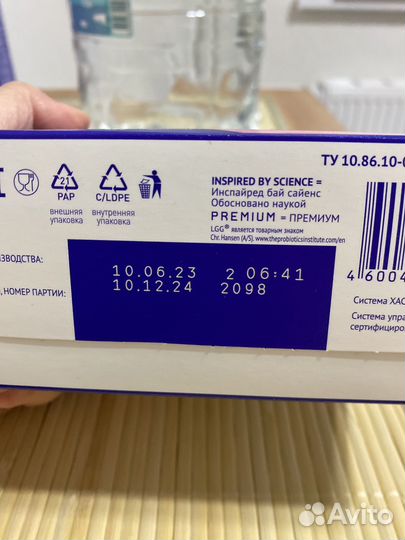 ТУ 10.86.10-
21
PAP
внешняя
упаковка
C/LDPE
внутренняя
упаковка
INSPIRED BY SCIENCE =
Инспайред бай сайенс
Обосновано наукой
PREMIUM = ПРЕМИУМ
LGG® является товарным знаком
Chr. Hansen (A/S). www.theprobioticsinstitute.com/en
НОМЕР ПАРТИИ:
10.06.23 2 06:41
10.12.24 2098
4 6004
Система ХАС
Система упра
сертифициро
Avito